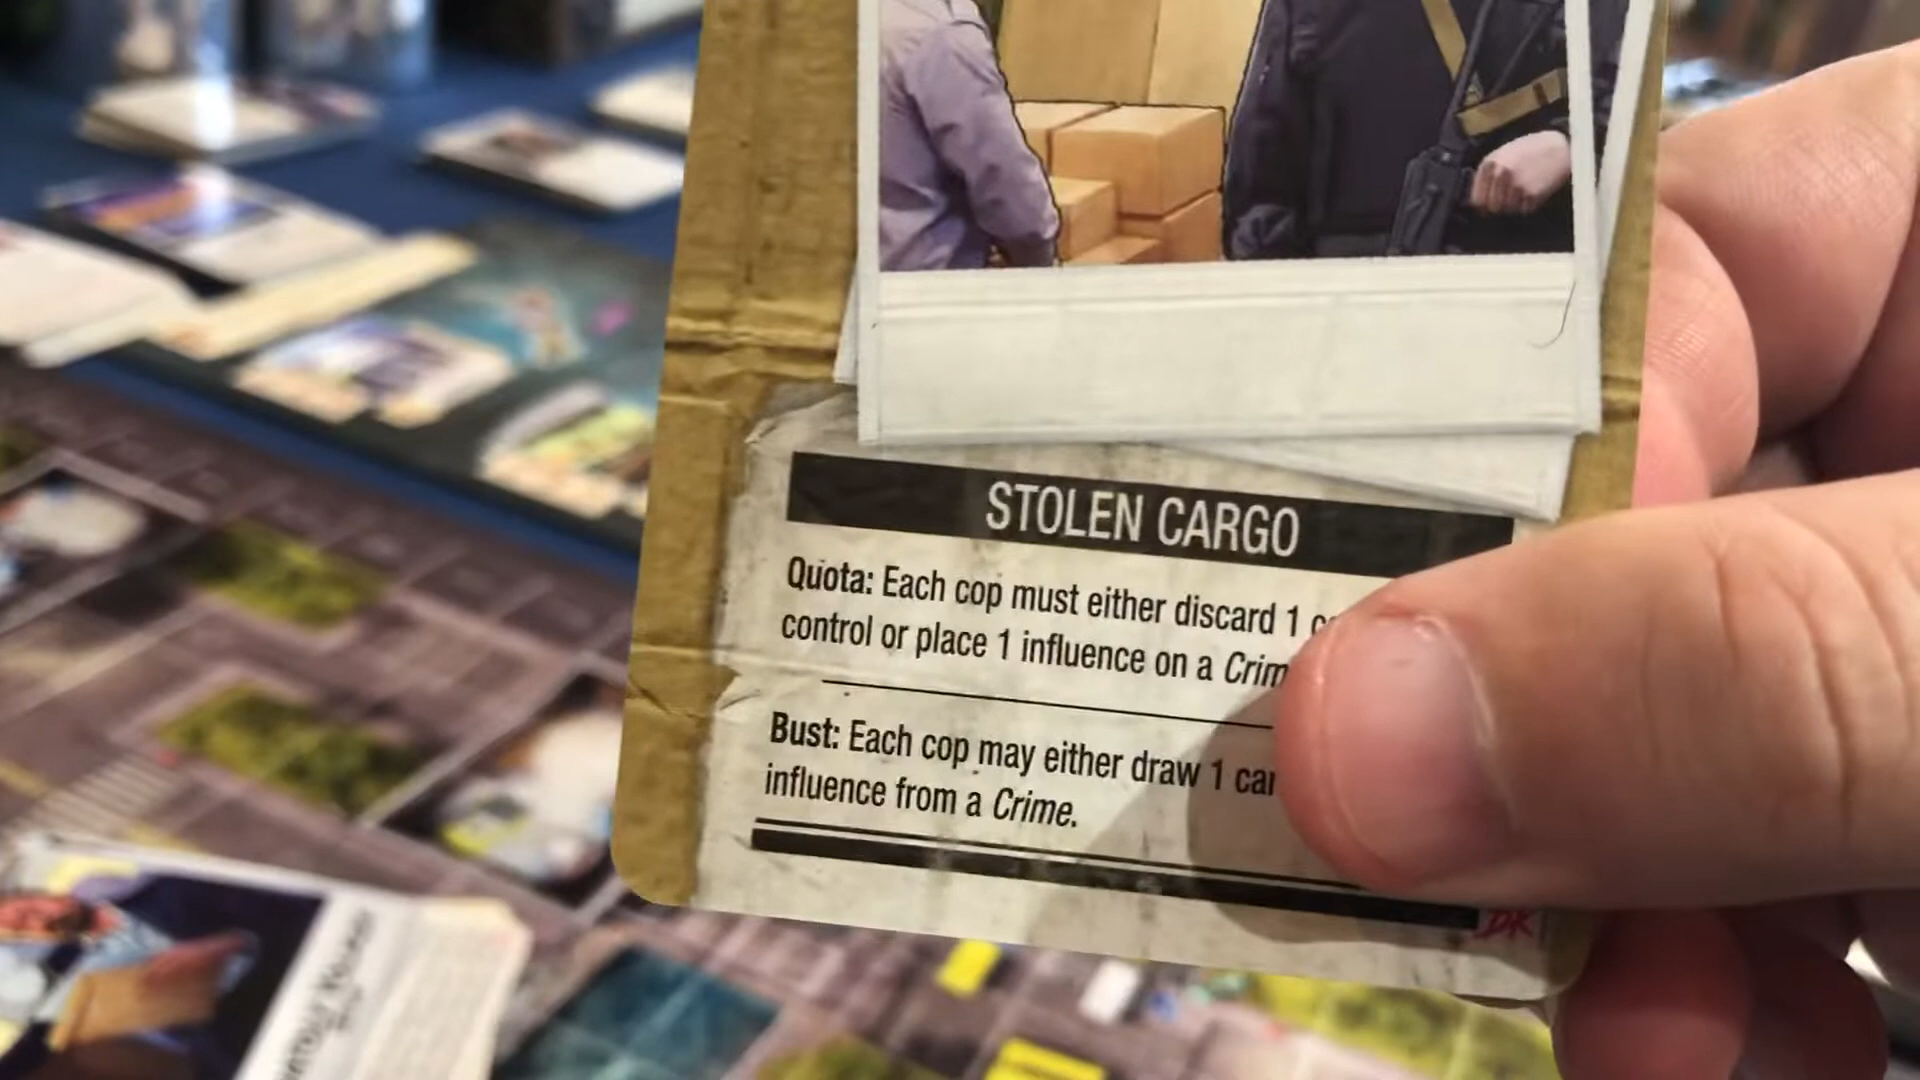 STOLEN CARGO
Quota: Each cop must either discard 1
control or place 1 influence on a
Bust: Each cop may either draw 1
influence from a Crime.
DK